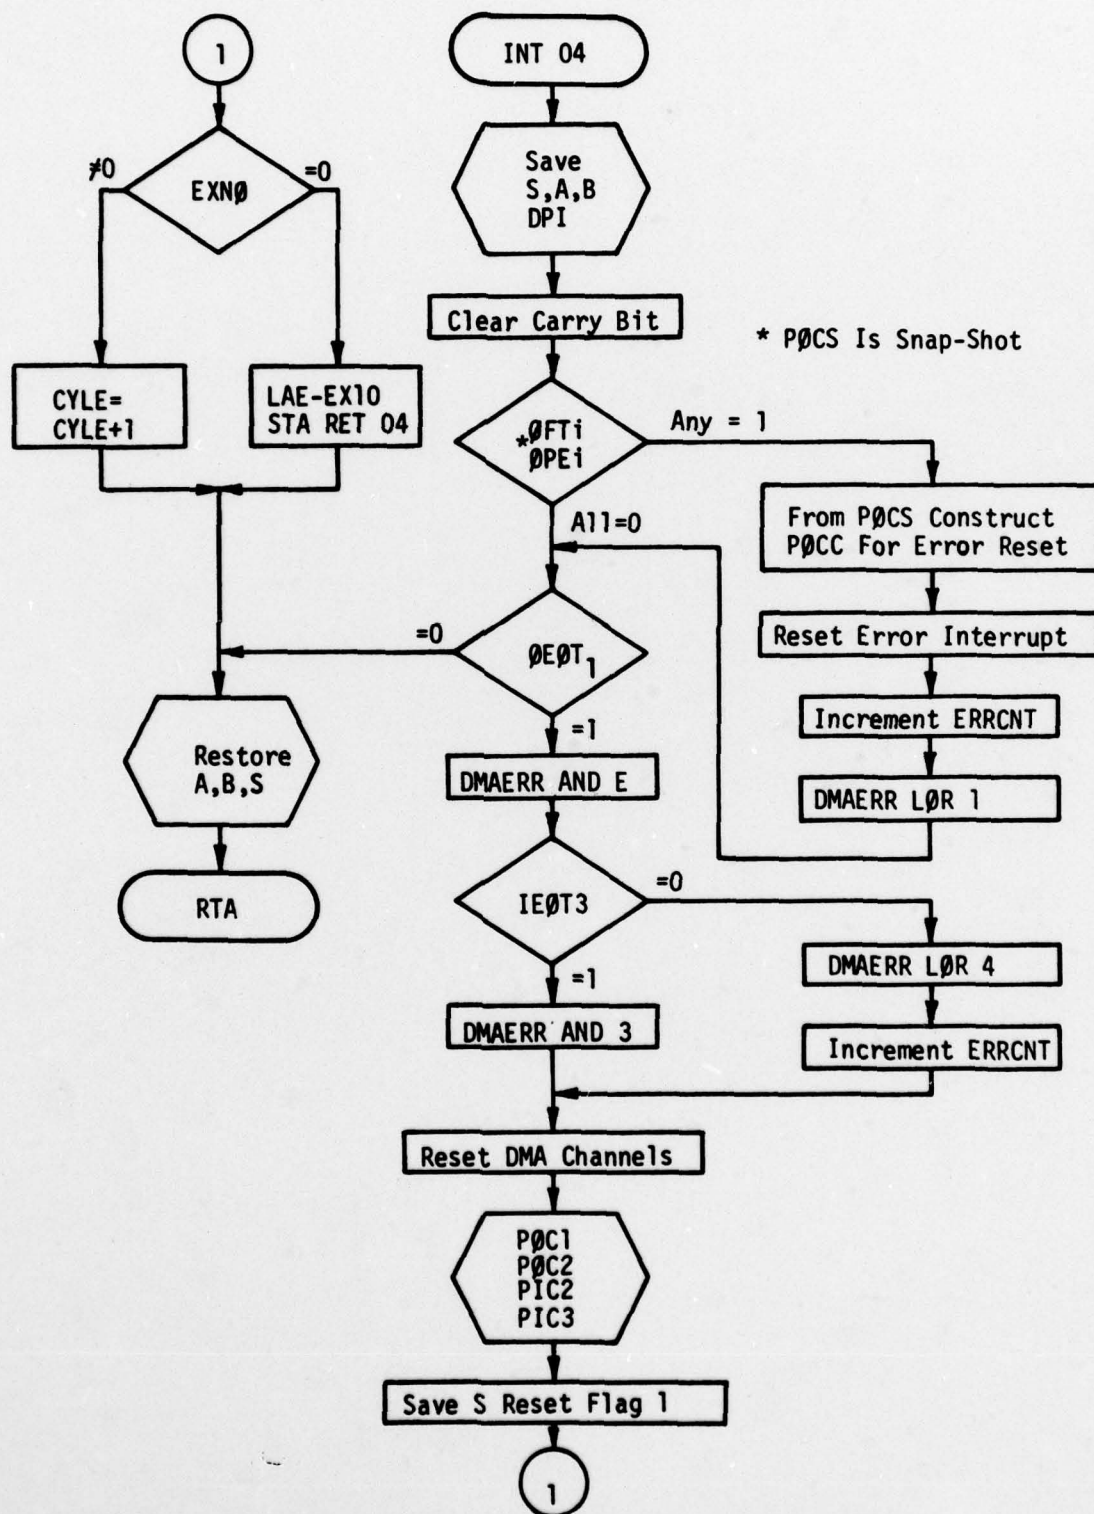 1
EXNØ
≠0
=0
CYLE=
CYLE+1
LAE-EX10
STA RET 04
Restore
A,B,S
RTA
INT 04
Save
S,A,B
DPI
Clear Carry Bit
* PØCS Is Snap-Shot
*ØFTi
ØPEi
Any = 1
All=0
From PØCS Construct
PØCC For Error Reset
Reset Error Interrupt
Increment ERRCNT
DMAERR LØR 1
ØEØT1
=0
=1
DMAERR AND E
IEØT3
=0
=1
DMAERR LØR 4
Increment ERRCNT
DMAERR AND 3
Reset DMA Channels
PØC1
PØC2
PIC2
PIC3
Save S Reset Flag 1
1